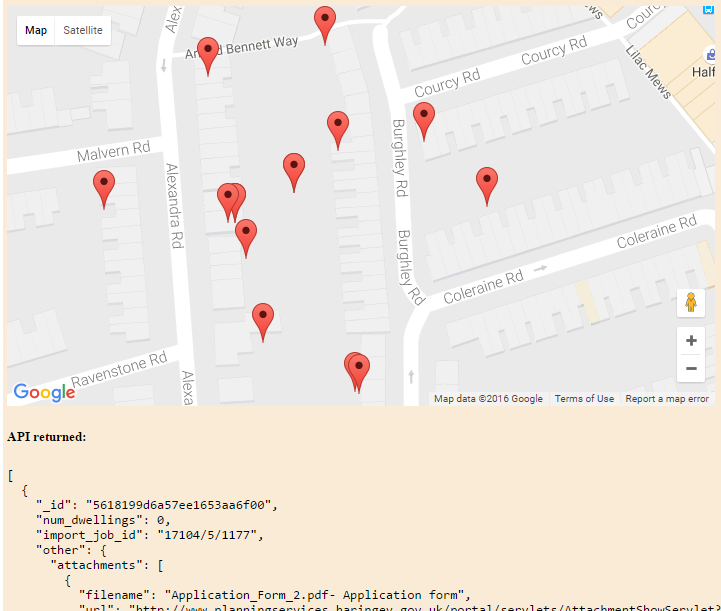 Map Satellite
Alex
Bennett Way
Courcy Rd
Courcy Rd
Lilac Mews
Half
Malvern Rd
Alexandra Rd
Burghley Rd
Burghley Rd
Coleraine Rd
Coleraine Rd
Ravenstone Rd
Alexa
Google
Map data ©2016 Google Terms of Use Report a map error
API returned:
[
{
"_id": "5618199d6a57ee1653aa6f00",
"num_dwellings": 0,
"import_job_id": "17104/5/1177",
"other": {
"attachments": [
{
"filename": "Application_Form_2.pdf- Application form",
"url": "http://www.planningservices.haringey.gov.uk/portal/servlets/AttachmentShowServlet?